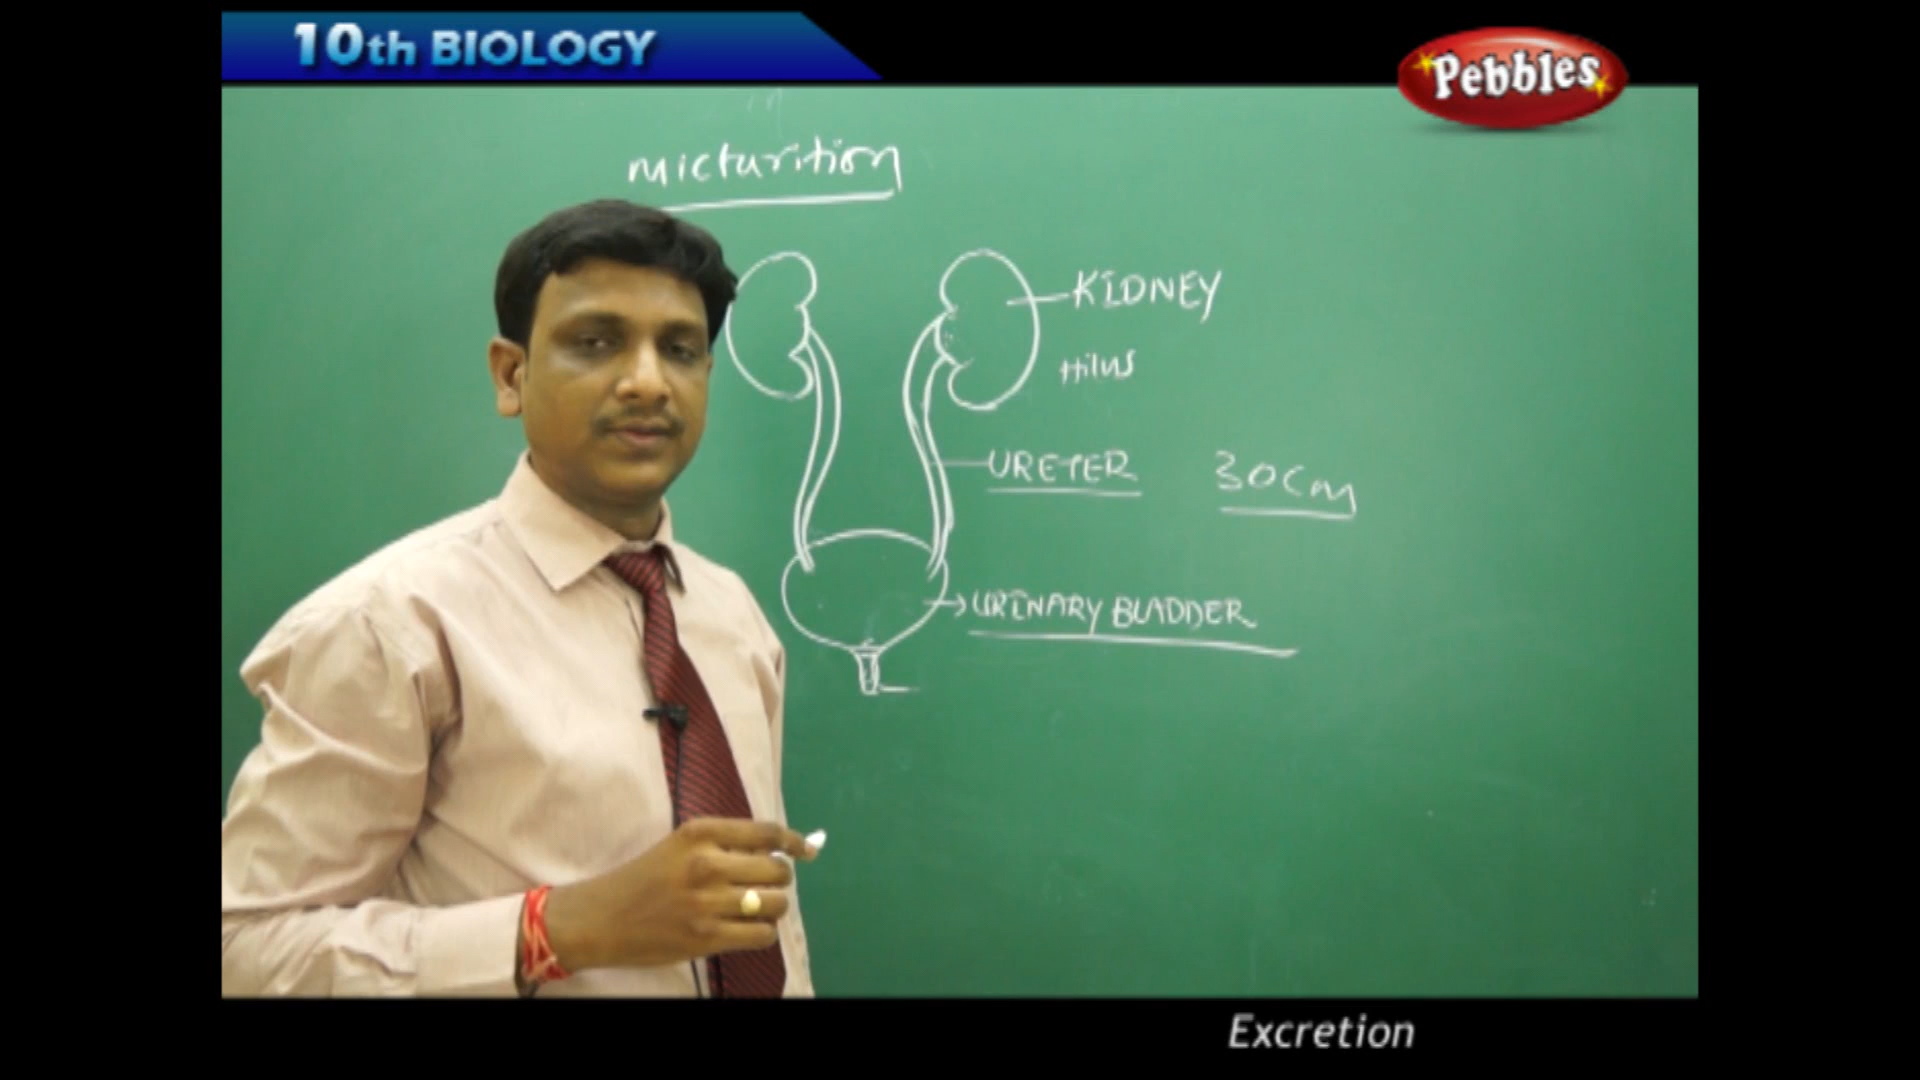 10th BIOLOGY
Pebbles
micturition
KIDNEY
Hilus
URETER 30cm
URINARY BLADDER
Excretion